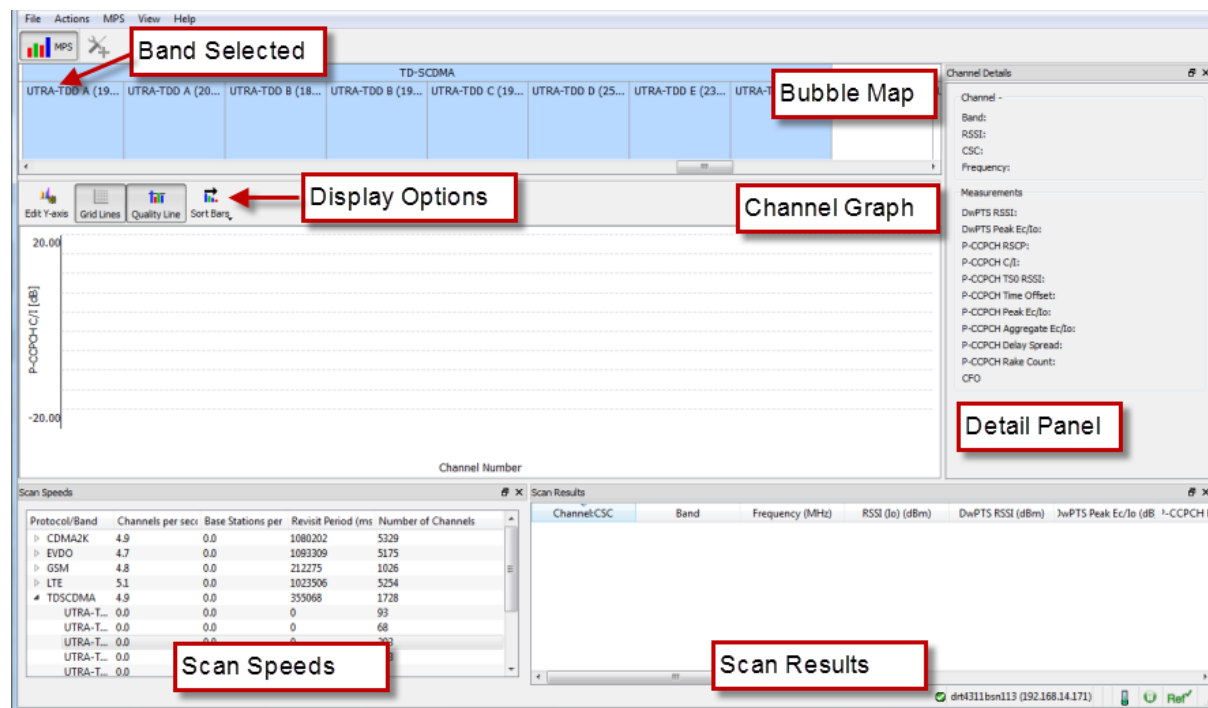 File Actions MPS View Help
MPS
Band Selected
TD-SCDMA
UTRA-TDD A (19... UTRA-TDD A (20... UTRA-TDD B (18... UTRA-TDD B (19... UTRA-TDD C (19... UTRA-TDD D (25... UTRA-TDD E (23... UTRA-T
Bubble Map
Channel Details
Channel -
Band:
RSSI:
CSC:
Frequency:
Edit Y-axis Grid Lines Quality Line Sort Bars
Display Options
Channel Graph
Measurements
DwPTS RSSI:
DwPTS Peak Ec/Io:
P-CCPCH RSCP:
P-CCPCH C/I:
P-CCPCH TS0 RSSI:
P-CCPCH Time Offset:
P-CCPCH Peak Ec/Io:
P-CCPCH Aggregate Ec/Io:
P-CCPCH Delay Spread:
P-CCPCH Rake Count:
CFO
Detail Panel
20.00
P-CCPCH C/I [dB]
-20.00
Channel Number
Scan Speeds
Protocol/Band Channels per seco Base Stations per Revisit Period (ms Number of Channels
CDMA2K 4.9 0.0 1080202 5329
EVDO 4.7 0.0 1093309 5175
GSM 4.8 0.0 212275 1026
LTE 5.1 0.0 1023506 5254
TDSCDMA 4.9 0.0 355068 1728
UTRA-T... 0.0 0.0 0 93
UTRA-T... 0.0 0.0 0 68
UTRA-T... 0.0
UTRA-T... 0.0
UTRA-T... 0.0
Scan Speeds
Scan Results
Channel:CSC Band Frequency (MHz) RSSI (Io) (dBm) DwPTS RSSI (dBm) DwPTS Peak Ec/Io (dB P-CCPCH
Scan Results
drt4311bsn113 (192.168.14.171) Ref